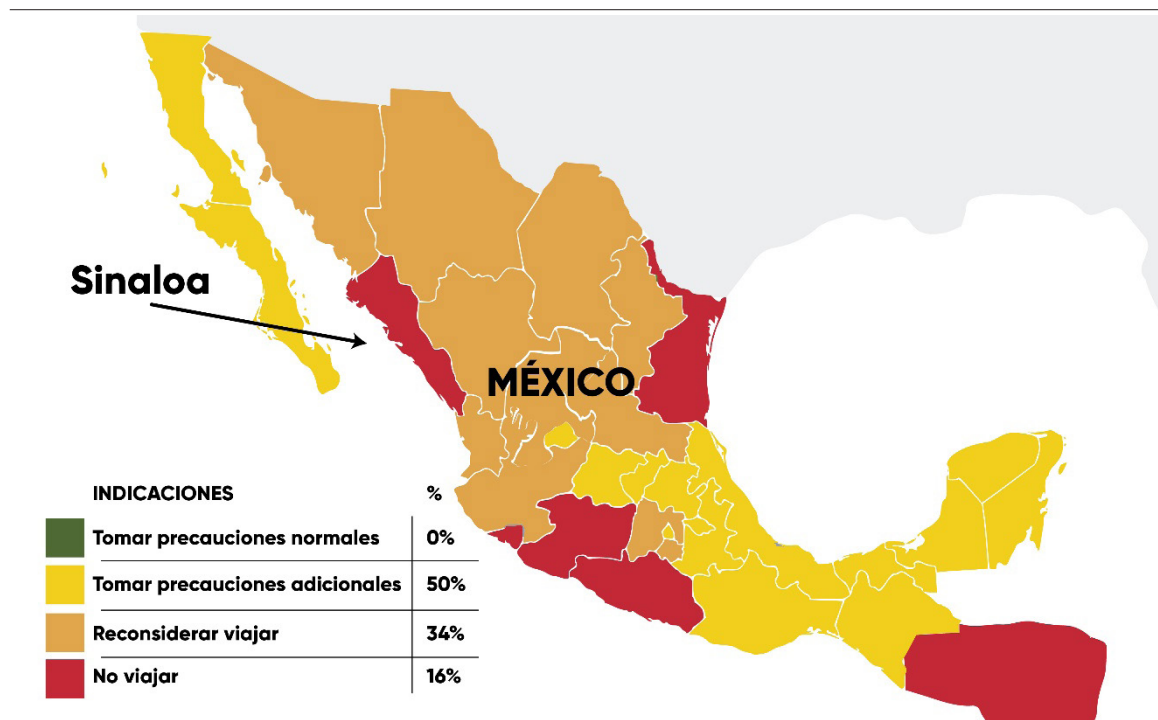 Sinaloa
MÉXICO
INDICACIONES %
Tomar precauciones normales 0%
Tomar precauciones adicionales 50%
Reconsiderar viajar 34%
No viajar 16%